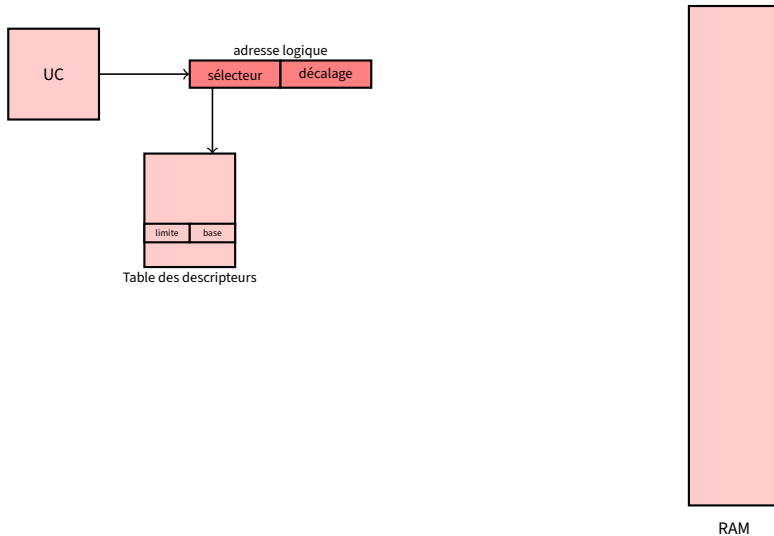 adresse logique
UC
sélecteur
décalage
limite
base
Table des descripteurs
RAM